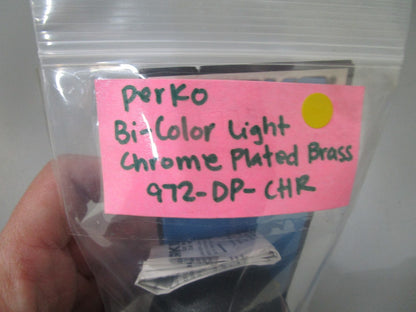 perko
Bi-Color Light
Chrome Plated Brass
972-DP-CHR